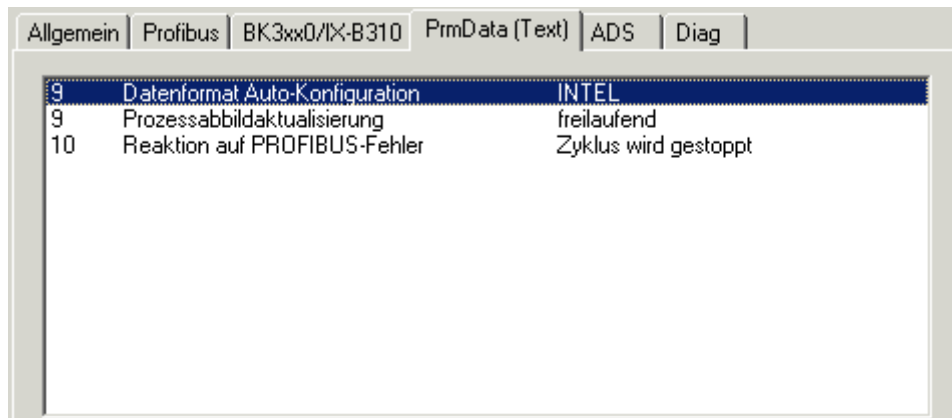 Allgemein Profibus BK3xx0/IX-B310 PrmData (Text) ADS Diag
9 Datenformat Auto-Konfiguration INTEL
9 Prozessabbildaktualisierung freilaufend
10 Reaktion auf PROFIBUS-Fehler Zyklus wird gestoppt